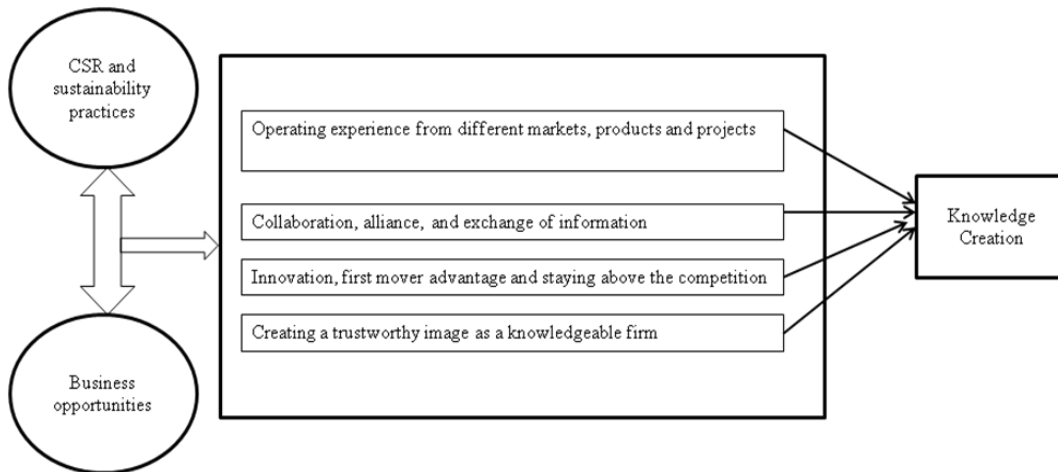 CSR and
sustainability
practices
Operating experience from different markets, products and projects
Collaboration, alliance, and exchange of information
Innovation, first mover advantage and staying above the competition
Creating a trustworthy image as a knowledgeable firm
Knowledge
Creation
Business
opportunities